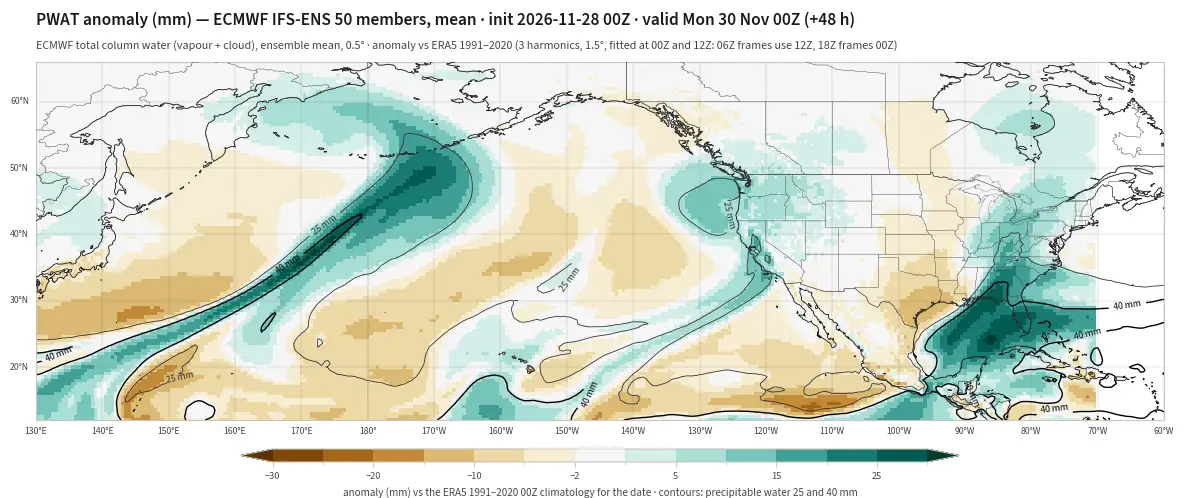 PWAT anomaly (mm) — ECMWF IFS-ENS 50 members, mean · init 2026-11-28 00Z · valid Mon 30 Nov 00Z (+48 h)
ECMWF total column water (vapour + cloud), ensemble mean, 0.5° · anomaly vs ERA5 1991–2020 (3 harmonics, 1.5°, fitted at 00Z and 12Z: 06Z frames use 12Z, 18Z frames 00Z)
60°N
50°N
25 mm
25 mm
40°N
40 mm
25 mm
30°N
40 mm
40 mm
40 mm
20°N
25 mm
40 mm
40 mm
130°E 140°E 150°E 160°E 170°E 180° 170°W 160°W 150°W 140°W 130°W 120°W 110°W 100°W 90°W 80°W 70°W 60°W
−30 −20 −10 −2 5 15 25
anomaly (mm) vs the ERA5 1991–2020 00Z climatology for the date · contours: precipitable water 25 and 40 mm